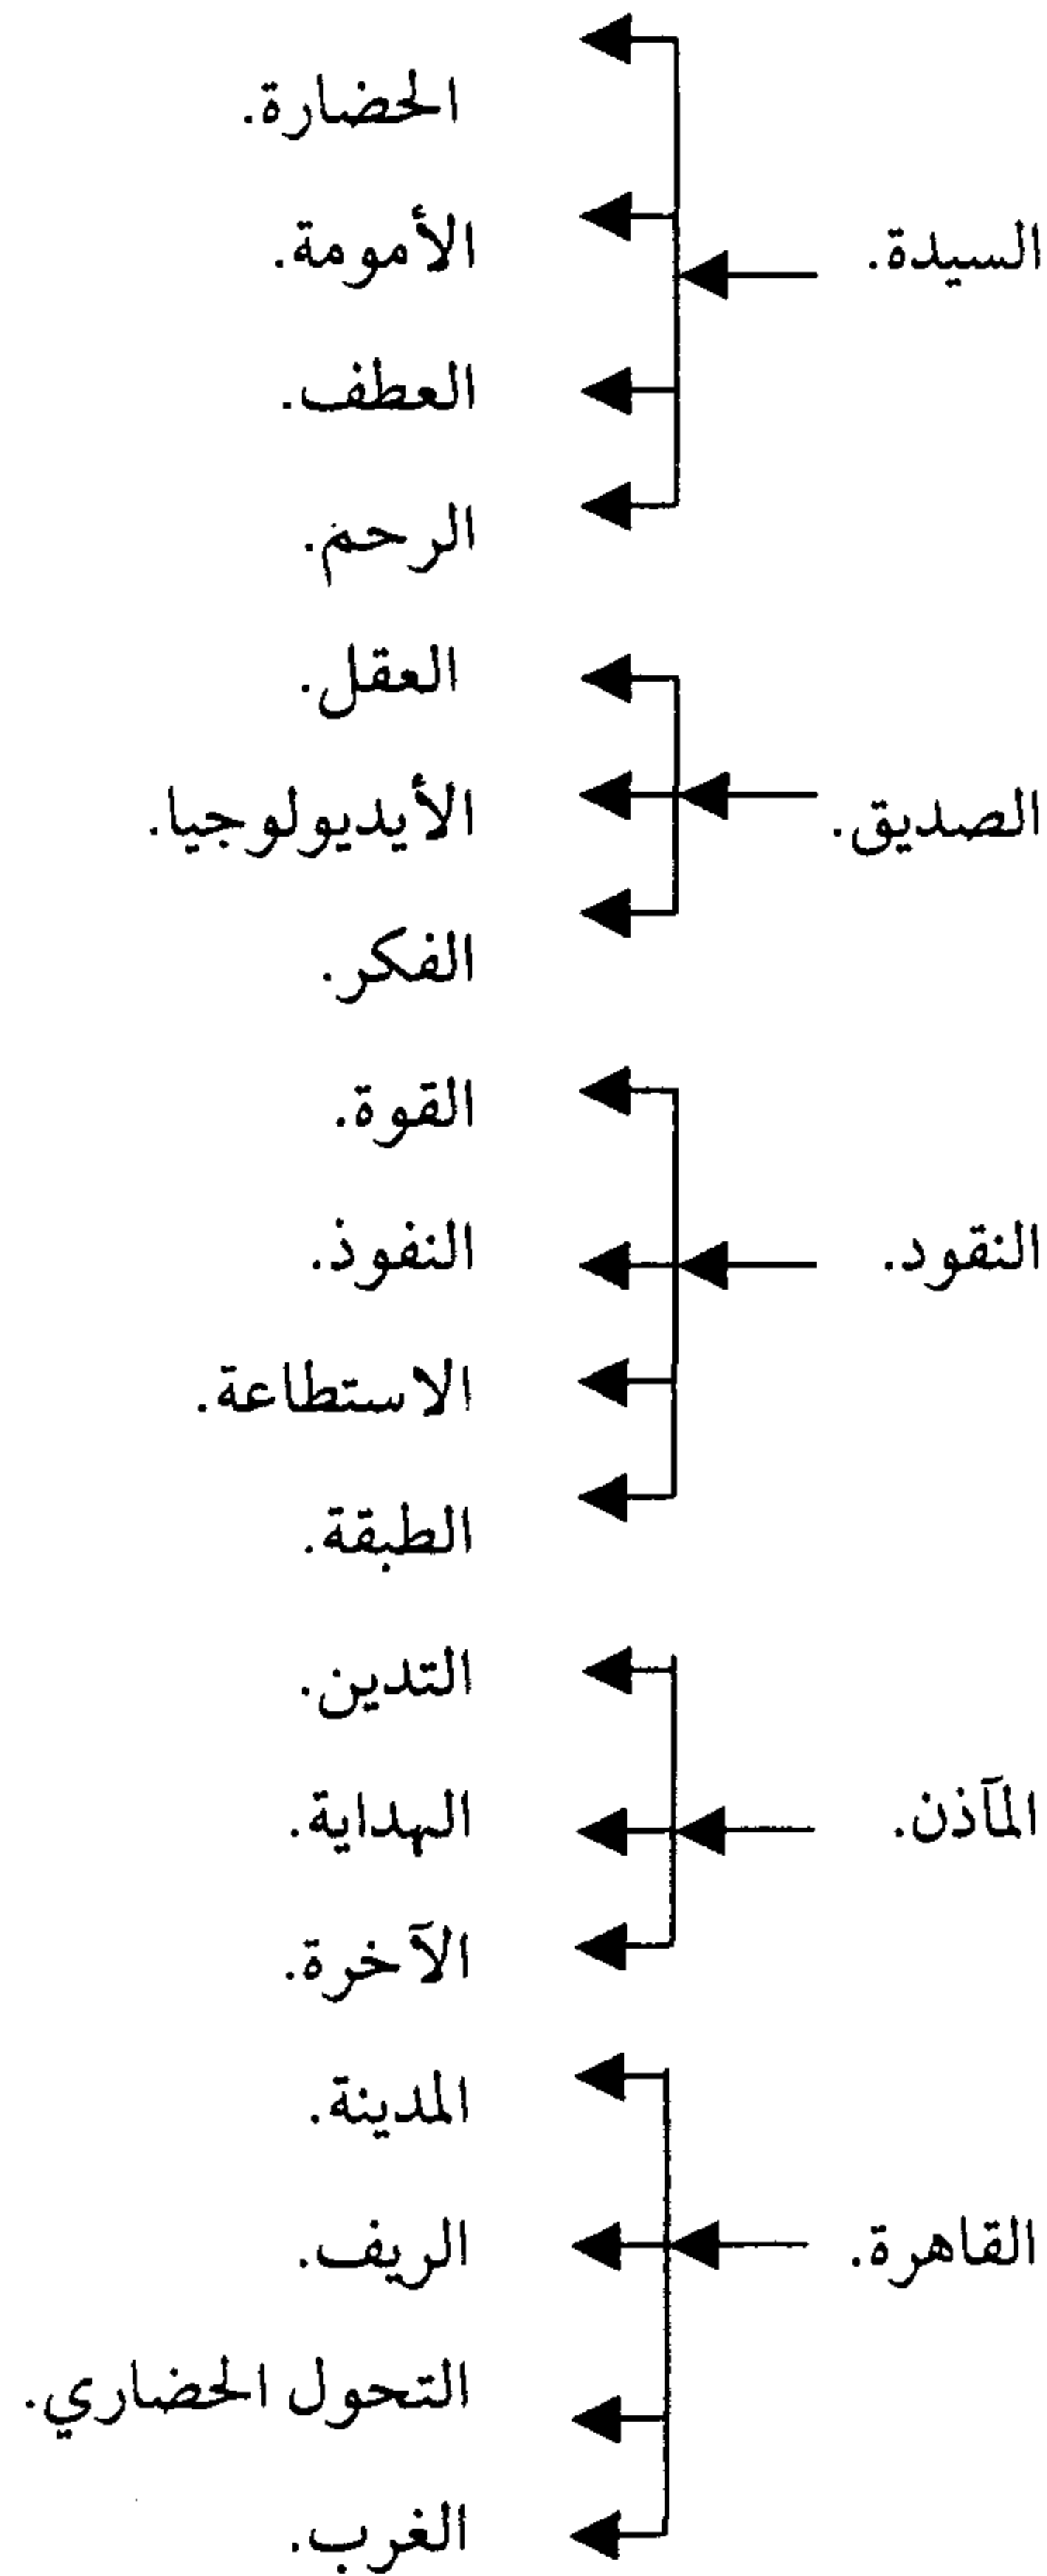 الحضارة.
الأمومة.
السيدة.
العطف.
الرحم.
العقل.
الأيديولوجيا.
الصديق.
الفكر.
القوة.
النفوذ.
النقود.
الاستطاعة.
الطبقة.
التدين.
الهداية.
المآذن.
الآخرة.
المدينة.
الريف.
القاهرة.
التحول الحضاري.
الغرب.